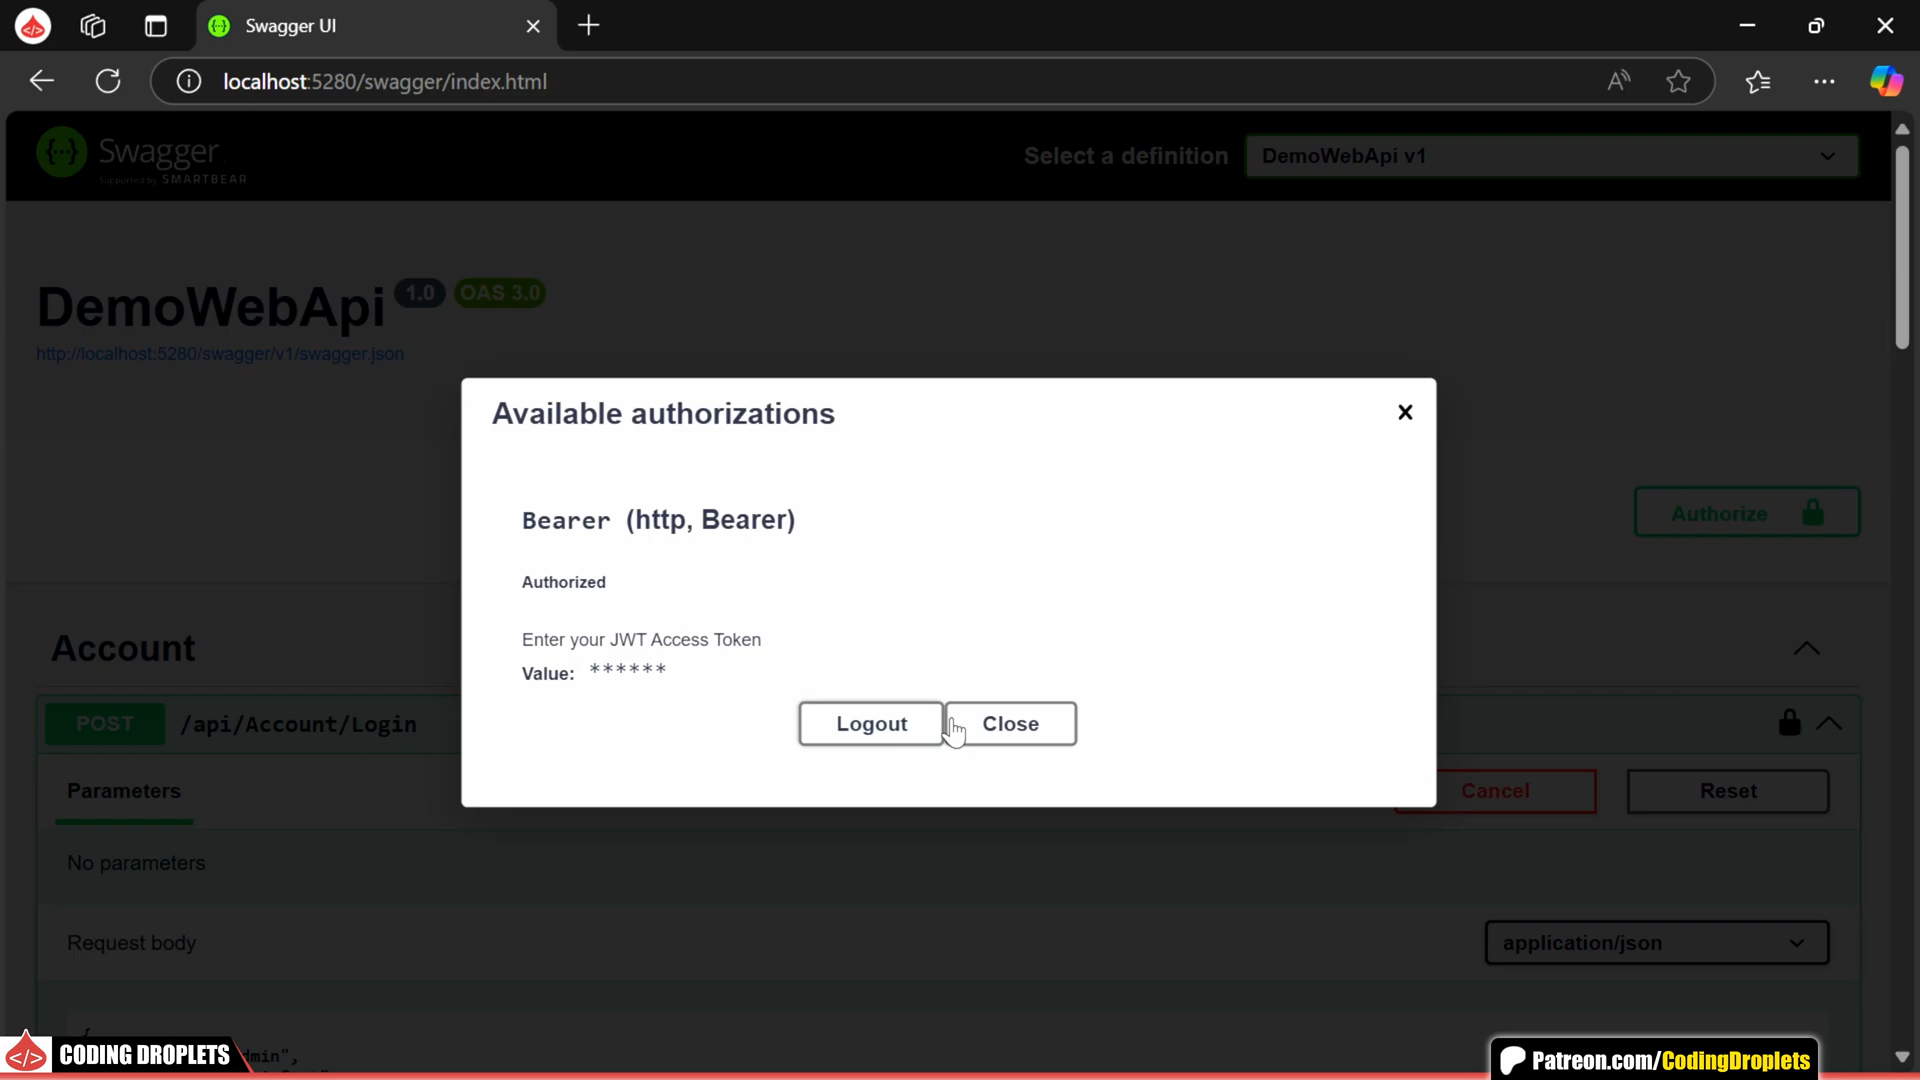 Swagger UI
localhost:5280/swagger/index.html
Swagger
Supported by SMARTBEAR
Select a definition
DemoWebApi v1
DemoWebApi
1.0
OAS 3.0
http://localhost:5280/swagger/v1/swagger.json
Available authorizations
Bearer (http, Bearer)
Authorized
Enter your JWT Access Token
Value: ******
Logout
Close
Authorize
Account
POST
/api/Account/Login
Parameters
Cancel
Reset
No parameters
Request body
application/json
{
CODING DROPLETS
Patreon.com/CodingDroplets